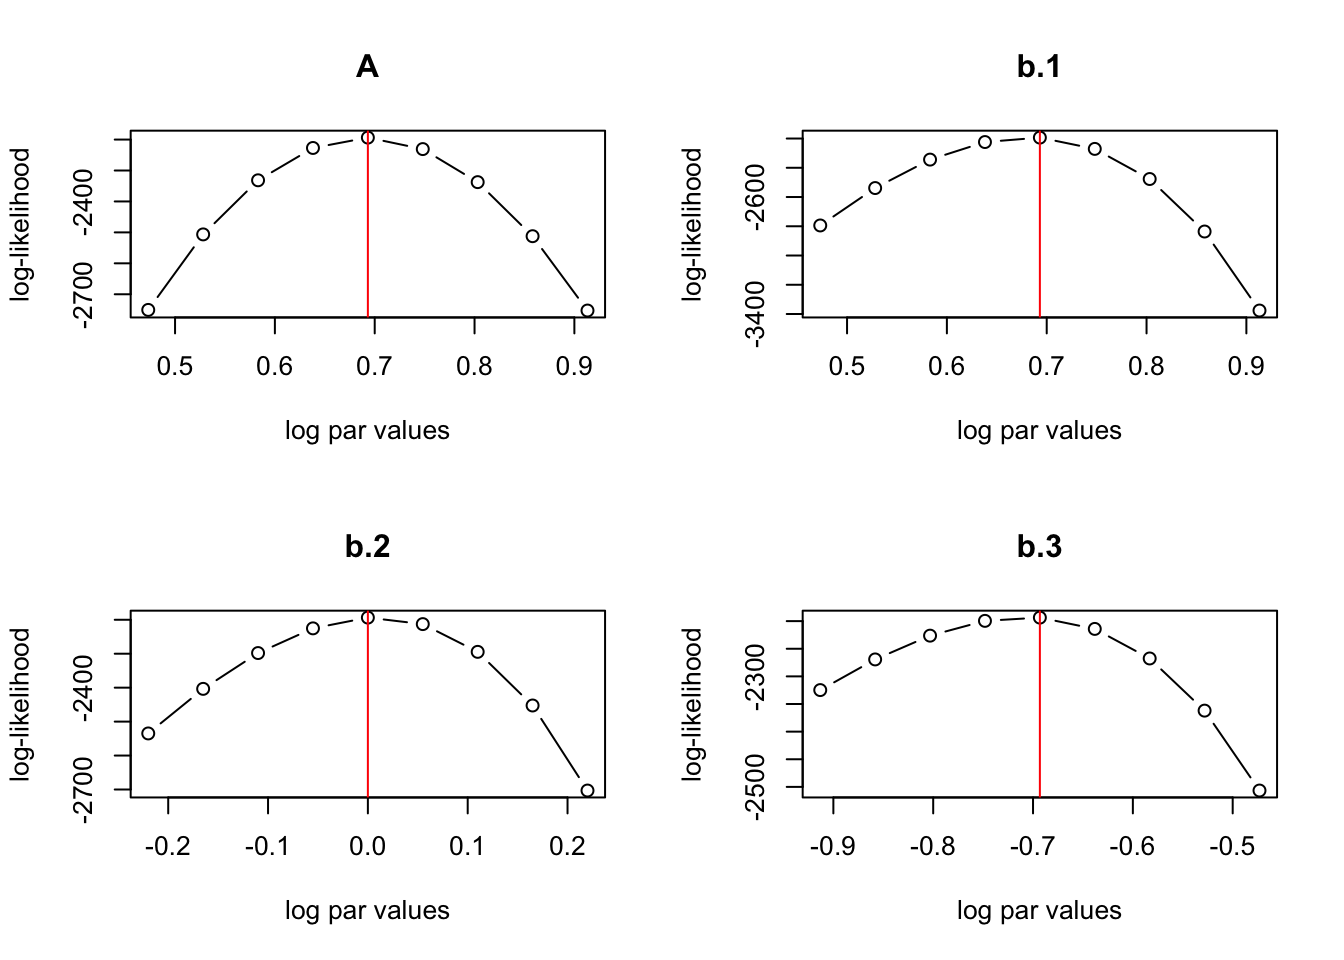 A
log-likelihood
-2400
-2700
0.5 0.6 0.7 0.8 0.9
log par values
b.1
log-likelihood
-2600
-3400
0.5 0.6 0.7 0.8 0.9
log par values
b.2
log-likelihood
-2400
-2700
-0.2 -0.1 0.0 0.1 0.2
log par values
b.3
log-likelihood
-2300
-2500
-0.9 -0.8 -0.7 -0.6 -0.5
log par values